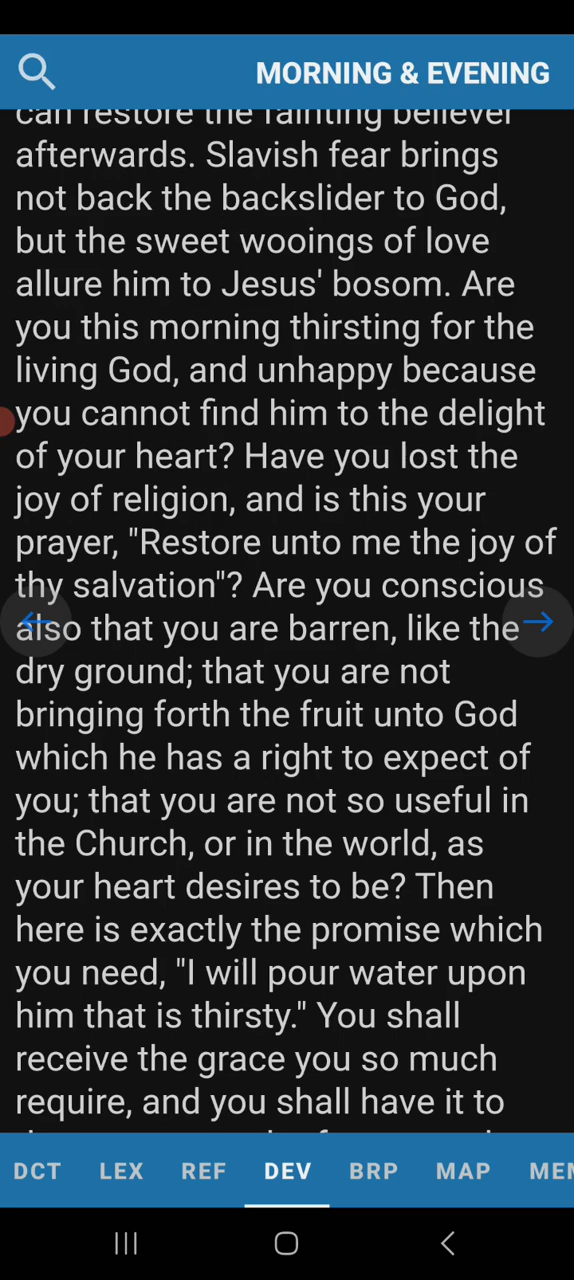 MORNING & EVENING
can restore the fainting believer
afterwards. Slavish fear brings
not back the backslider to God,
but the sweet wooings of love
allure him to Jesus' bosom. Are
you this morning thirsting for the
living God, and unhappy because
you cannot find him to the delight
of your heart? Have you lost the
joy of religion, and is this your
prayer, "Restore unto me the joy of
thy salvation"? Are you conscious
also that you are barren, like the
dry ground; that you are not
bringing forth the fruit unto God
which he has a right to expect of
you; that you are not so useful in
the Church, or in the world, as
your heart desires to be? Then
here is exactly the promise which
you need, "I will pour water upon
him that is thirsty." You shall
receive the grace you so much
require, and you shall have it to
DCT LEX REF DEV BRP MAP MEM